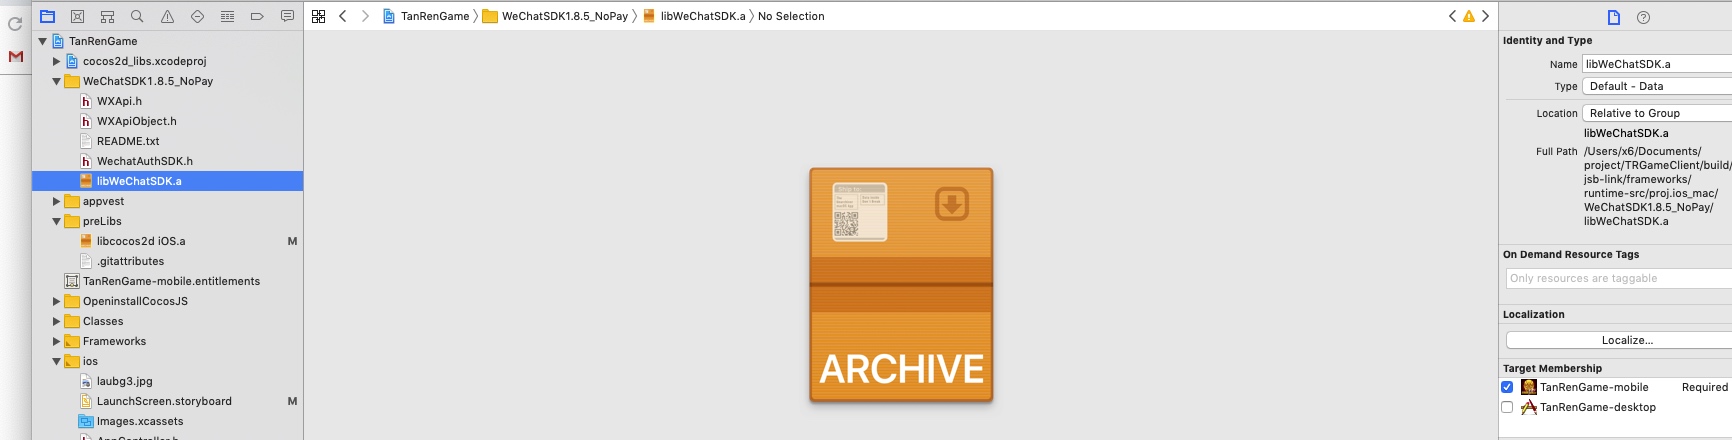 TanRenGame
cocos2d_libs.xcodeproj
WeChatSDK1.8.5_NoPay
WXApi.h
WXApiObject.h
README.txt
WechatAuthSDK.h
libWeChatSDK.a
appvest
preLibs
libcocos2d iOS.a M
.gitattributes
TanRenGame-mobile.entitlements
OpeninstallCocosJS
Classes
Frameworks
ios
laubg3.jpg
LaunchScreen.storyboard M
Images.xcassets
AppController.h
TanRenGame WeChatSDK1.8.5_NoPay libWeChatSDK.a No Selection
Ship to:
ARCHIVE
Identity and Type
Name libWeChatSDK.a
Type Default - Data
Location Relative to Group
libWeChatSDK.a
Full Path /Users/x6/Documents/
project/TRGameClient/build/
jsb-link/frameworks/
runtime-src/proj.ios_mac/
WeChatSDK1.8.5_NoPay/
libWeChatSDK.a
On Demand Resource Tags
Only resources are taggable
Localization
Localize...
Target Membership
TanRenGame-mobile Required
TanRenGame-desktop